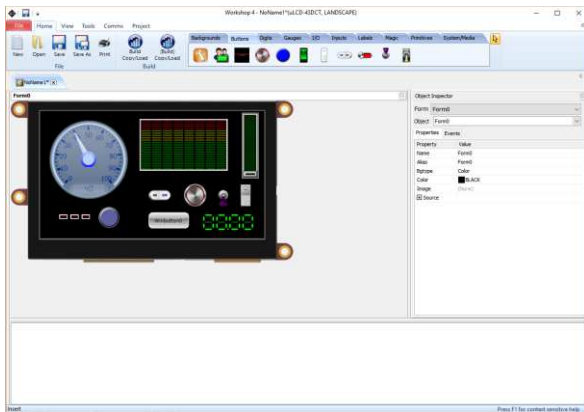 Workshop 4 - NoName1*(uLCD-43DCT, LANDSCAPE)
File Home View Tools Comms Project
New Open Save Save As Print Build Copy/Load (Build) Copy/Load
File Build
Backgrounds Buttons Digits Gauges I/O Inputs Labels Magic Primitives System/Media
NoName1*
Form0
Winbutton0
00.00
Object Inspector
Form Form0
Object Form0
Properties Events
Property Value
Name Form0
Alias Form0
Bgtype Color
Color BLACK
Image (None)
Source
Insert
Press F1 for context sensitive help